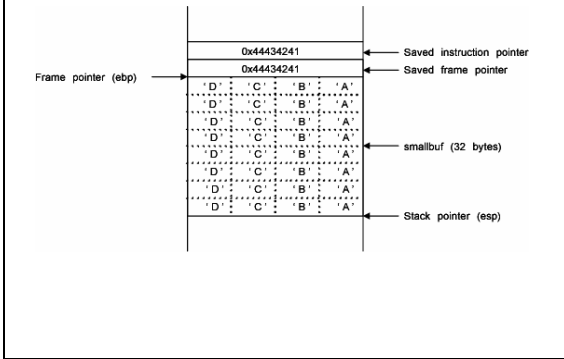 0x44434241 Saved instruction pointer
0x44434241 Saved frame pointer
Frame pointer (ebp)
'D' 'C' 'B' 'A'
'D' 'C' 'B' 'A'
'D' 'C' 'B' 'A'
'D' 'C' 'B' 'A'
'D' 'C' 'B' 'A' smallbuf (32 bytes)
'D' 'C' 'B' 'A'
'D' 'C' 'B' 'A'
'D' 'C' 'B' 'A'
Stack pointer (esp)